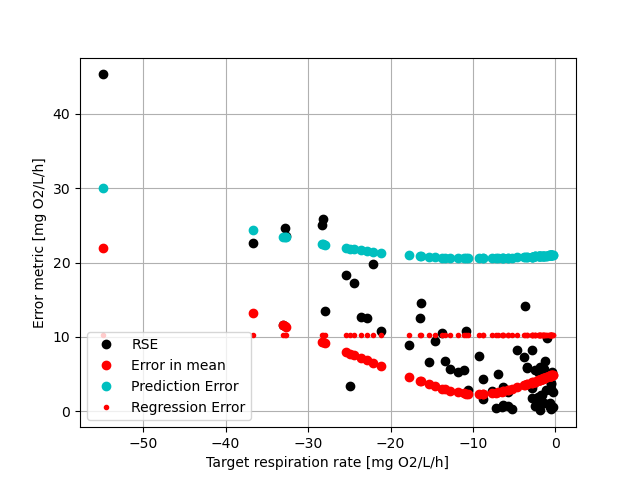 40
30
20
10
0
Error metric [mg O2/L/h]
RSE
Error in mean
Prediction Error
Regression Error
−50
−40
−30
−20
−10
0
Target respiration rate [mg O2/L/h]